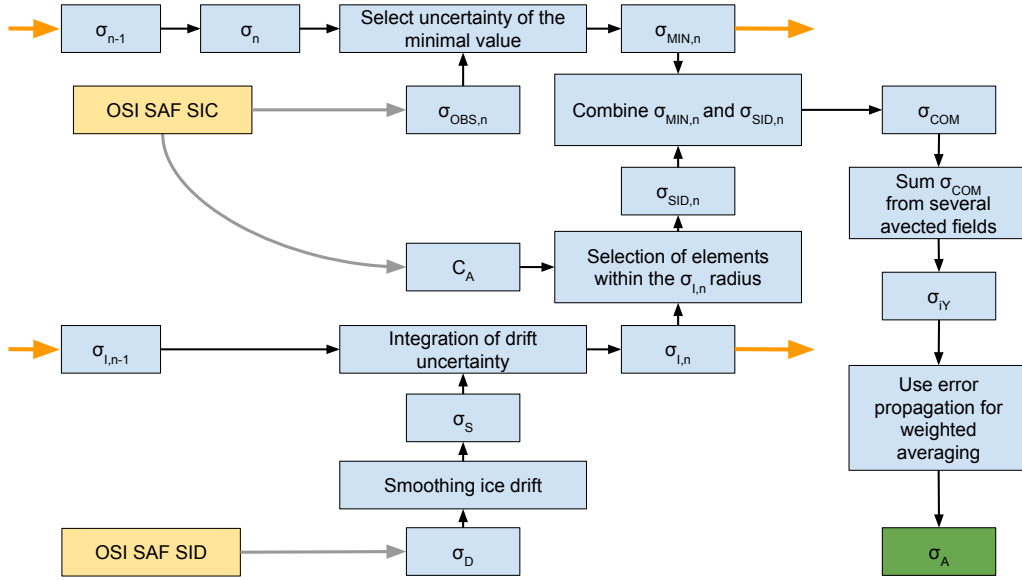 σn-1
σn
Select uncertainty of the
minimal value
σMIN,n
OSI SAF SIC
σOBS,n
Combine σMIN,n and σSID,n
σCOM
σSID,n
Sum σCOM
from several
avected fields
CA
Selection of elements
within the σI,n radius
σiY
σI,n-1
Integration of drift
uncertainty
σI,n
Use error
propagation for
weighted
averaging
σS
Smoothing ice drift
OSI SAF SID
σD
σA